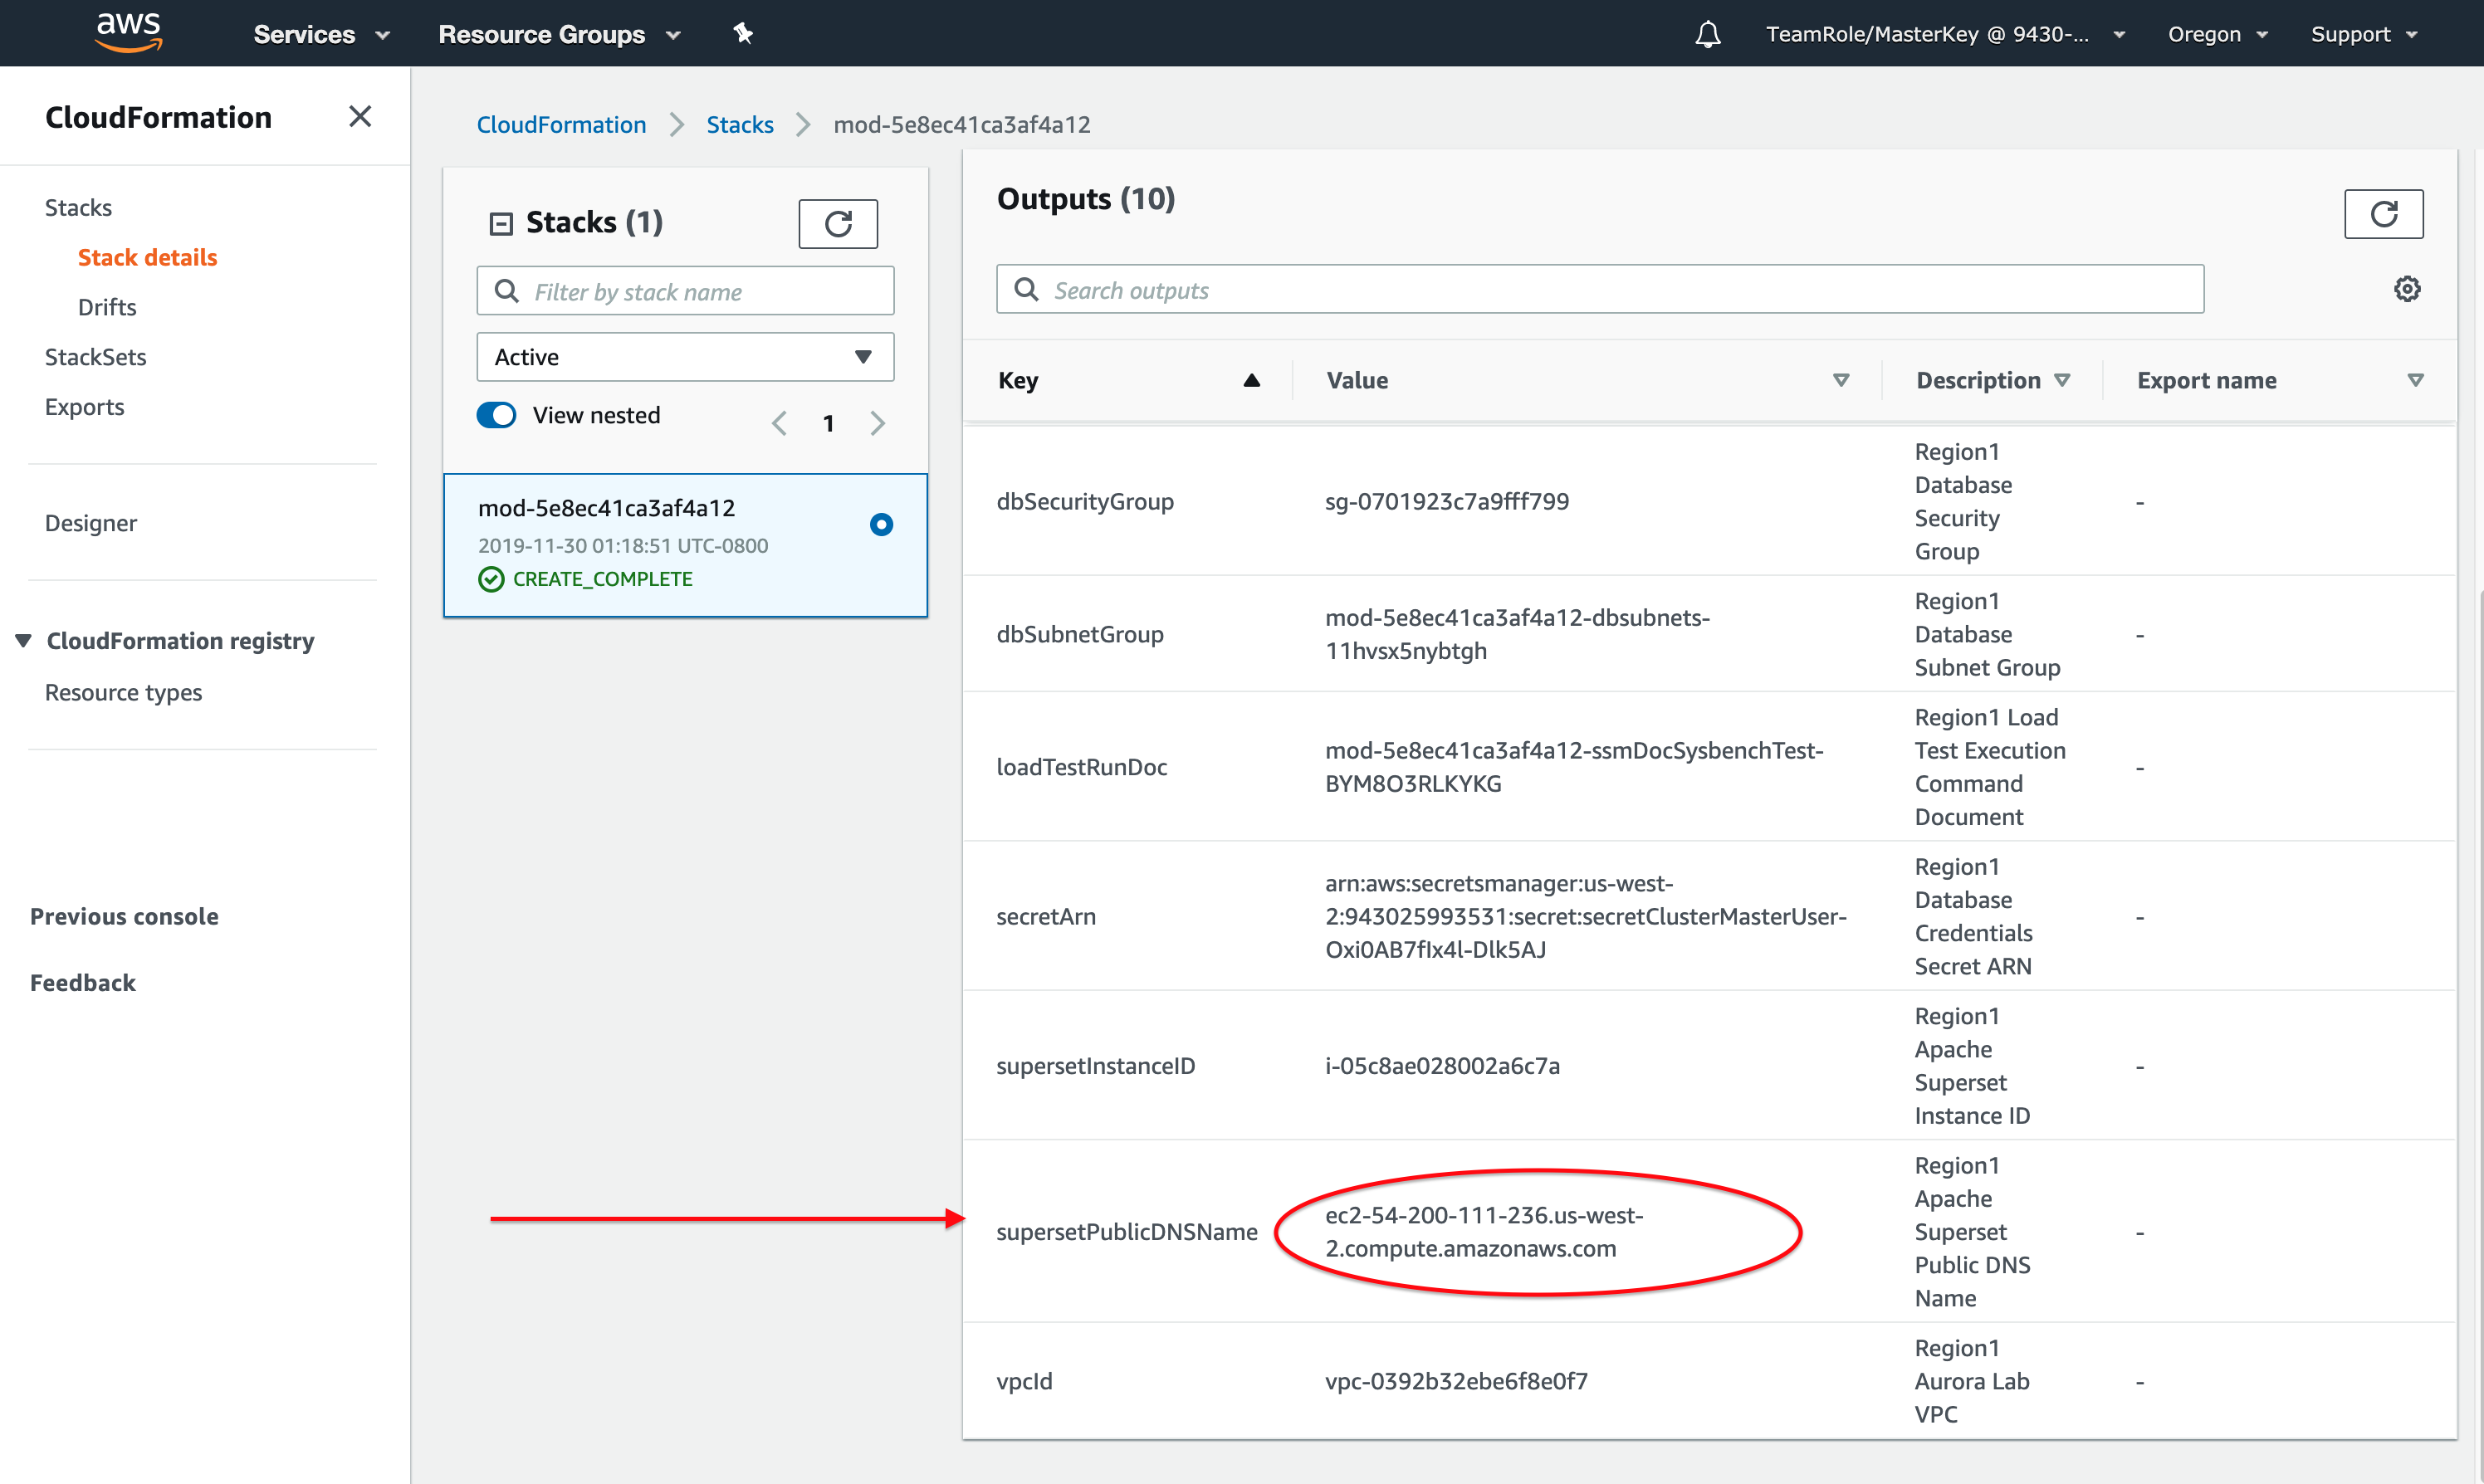 aws
Services
Resource Groups
TeamRole/MasterKey @ 9430-...
Oregon
Support
CloudFormation
Stacks
Stack details
Drifts
StackSets
Exports
Designer
CloudFormation registry
Resource types
Previous console
Feedback
CloudFormation
Stacks
mod-5e8ec41ca3af4a12
Stacks (1)
Filter by stack name
Active
View nested
1
mod-5e8ec41ca3af4a12
2019-11-30 01:18:51 UTC-0800
CREATE_COMPLETE
Outputs (10)
Search outputs
Key
Value
Description
Export name
dbSecurityGroup
sg-0701923c7a9fff799
Region1
Database
Security
Group
-
dbSubnetGroup
mod-5e8ec41ca3af4a12-dbsubnets-
11hvsx5nybtgh
Region1
Database
Subnet Group
-
loadTestRunDoc
mod-5e8ec41ca3af4a12-ssmDocSysbenchTest-
BYM8O3RLKYKG
Region1 Load
Test Execution
Command
Document
-
secretArn
arn:aws:secretsmanager:us-west-
2:943025993531:secret:secretClusterMasterUser-
Oxi0AB7fIx4l-Dlk5AJ
Region1
Database
Credentials
Secret ARN
-
supersetInstanceID
i-05c8ae028002a6c7a
Region1
Apache
Superset
Instance ID
-
supersetPublicDNSName
ec2-54-200-111-236.us-west-
2.compute.amazonaws.com
Region1
Apache
Superset
Public DNS
Name
-
vpcId
vpc-0392b32ebe6f8e0f7
Region1
Aurora Lab
VPC
-